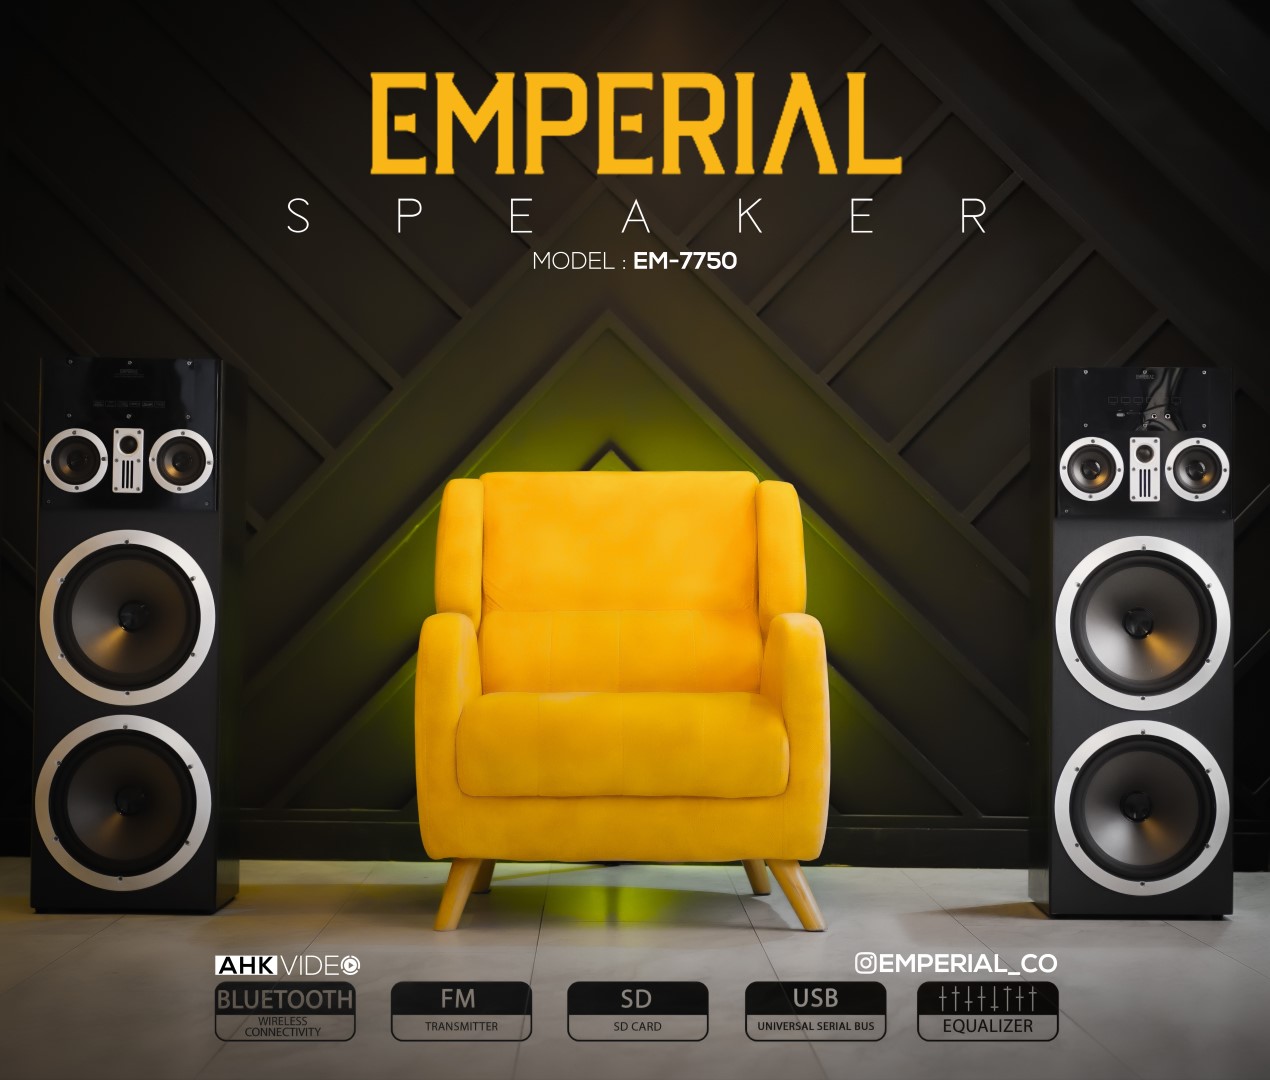 EMPERIAL
SPEAKER
MODEL : EM-7750
AHK VIDEO
@EMPERIAL_CO
BLUETOOTH
WIRELESS
CONNECTIVITY
FM
TRANSMITTER
SD
SD CARD
USB
UNIVERSAL SERIAL BUS
EQUALIZER